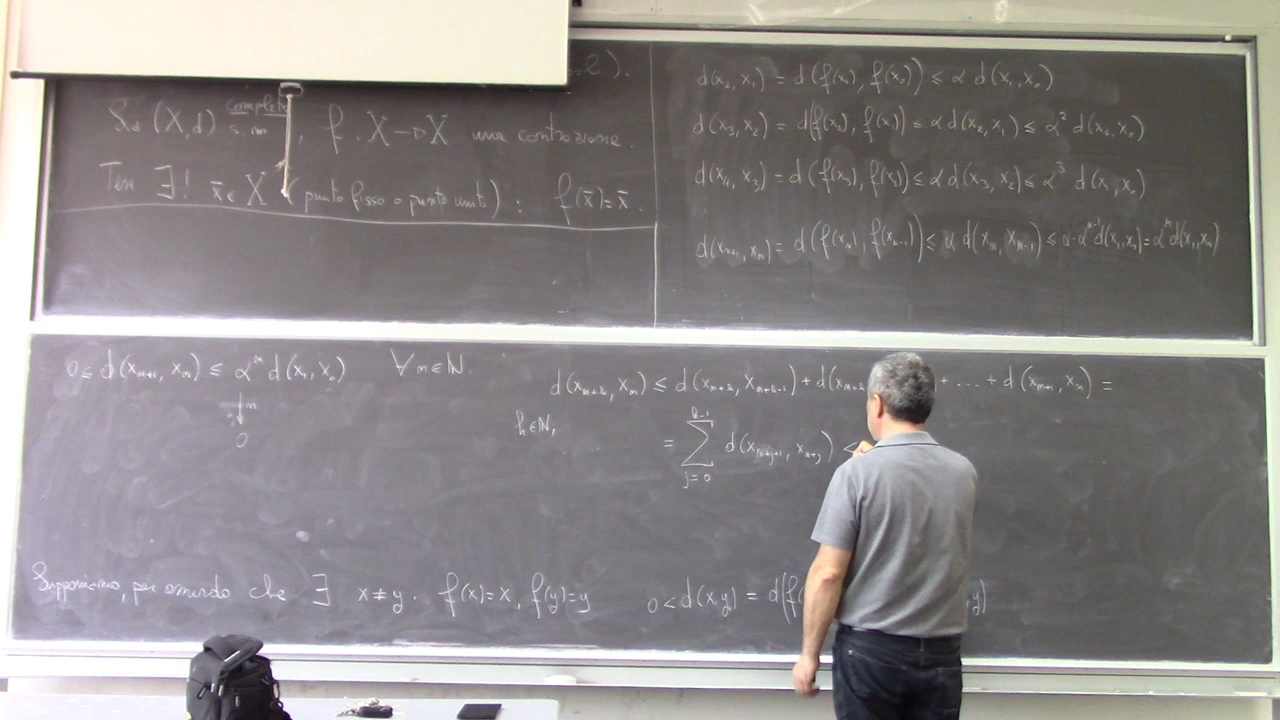 Sia (X,d) s.m. completo, f: X → X una contrazione.
Tesi ∃! x̄ ∈ X (punto fisso o punto unito) : f(x̄) = x̄.
d(x₂, x₁) = d(f(x₁), f(x₀)) ≤ α d(x₁, x₀)
d(x₃, x₂) = d(f(x₂), f(x₁)) ≤ α d(x₂, x₁) ≤ α² d(x₁, x₀)
d(x₄, x₃) = d(f(x₃), f(x₂)) ≤ α d(x₃, x₂) ≤ α³ d(x₁, x₀)
d(xₙ₊₁, xₙ) = d(f(xₙ), f(xₙ₋₁)) ≤ α d(xₙ, xₙ₋₁) ≤ α·αⁿ⁻¹ d(x₁, x₀) = αⁿ d(x₁, x₀)
0 ≤ d(xₙ₊₁, xₙ) ≤ αⁿ d(x₁, x₀) ∀ n ∈ ℕ.
↓ n
0
d(xₙ₊ₖ, xₙ) ≤ d(xₙ₊ₖ, xₙ₊ₖ₋₁) + d(xₙ₊ₖ + … + d(xₙ₊₁, xₙ) =
k ∈ ℕ,
= ∑_{j=0}^{k-1} d(xₙ₊ⱼ₊₁, xₙ₊ⱼ) ≤
Supponiamo, per assurdo che ∃ x ≠ y : f(x) = x, f(y) = y
0 < d(x,y) = d(f( y)